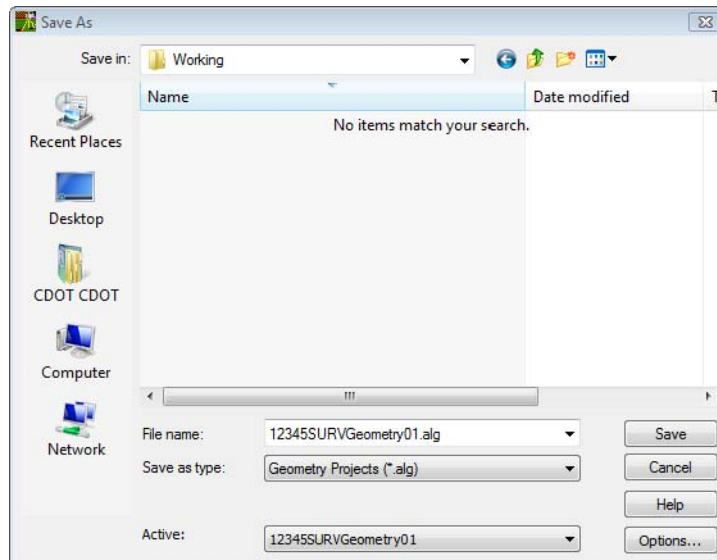 Save As
Save in:
Working
Name
Date modified
T
No items match your search.
Recent Places
Desktop
CDOT CDOT
Computer
Network
File name:
12345SURVGeometry01.alg
Save
Save as type:
Geometry Projects (*.alg)
Cancel
Help
Active:
12345SURVGeometry01
Options...